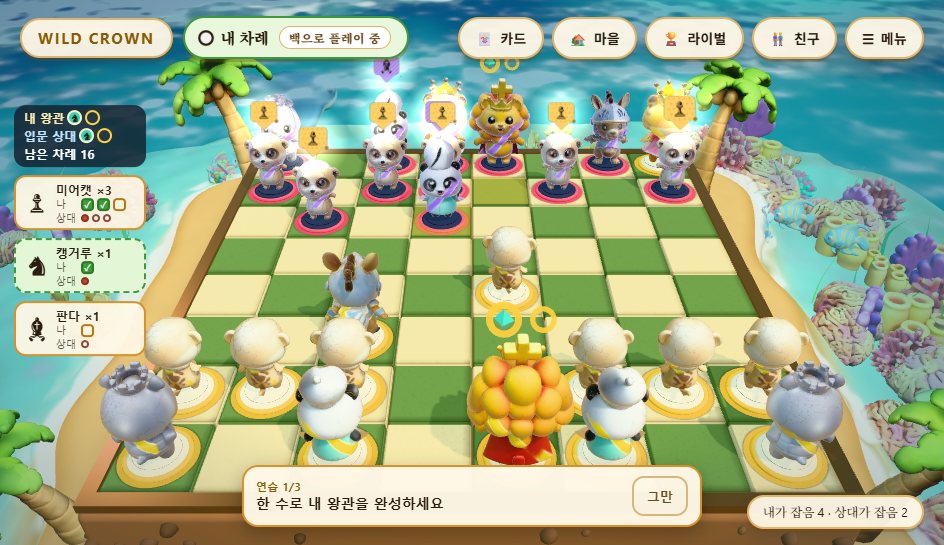 WILD CROWN
내 차례
백으로 플레이 중
카드
마을
라이벌
친구
☰ 메뉴
내 왕관
입문 상대
남은 차례 16
미어캣 ×3
나
상대
캥거루 ×1
나
상대
판다 ×1
나
상대
연습 1/3
한 수로 내 왕관을 완성하세요
그만
내가 잡음 4 · 상대가 잡음 2